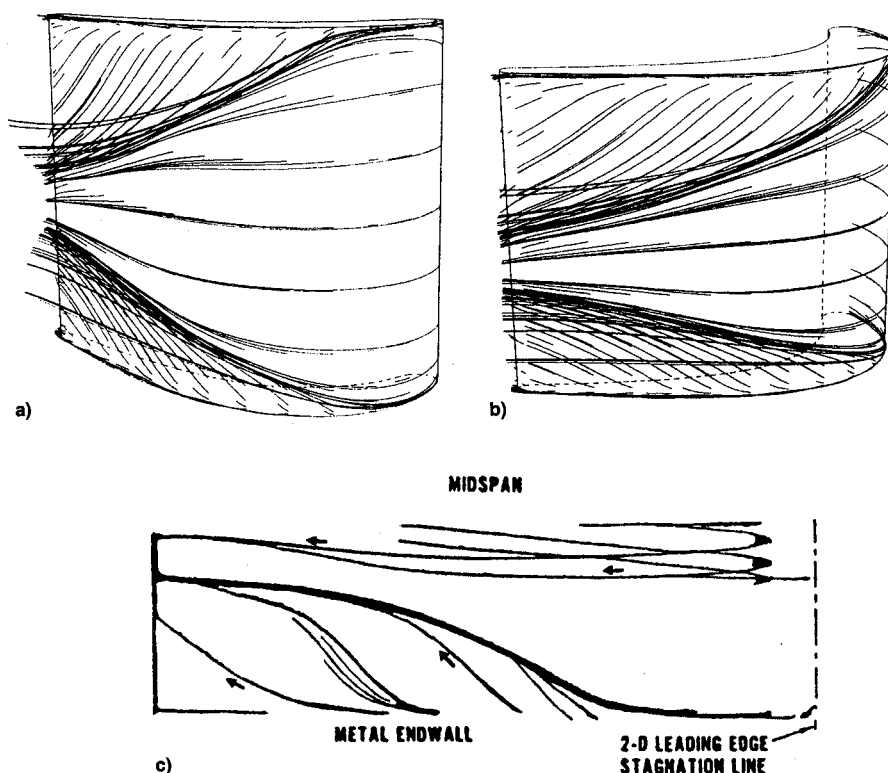 a)
b)
MIDSPAN
METAL ENDWALL
2-D LEADING EDGE
STAGNATION LINE
c)